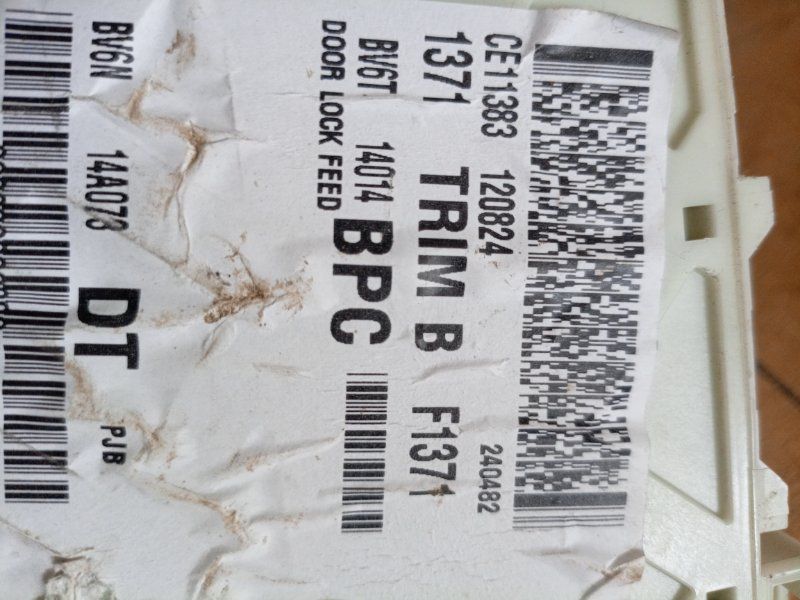 CE11383 120824 240482
1371 TRIM B F1371
BV6T 14014 BPC
DOOR LOCK FEED
BV6N 14A073 DT PJB